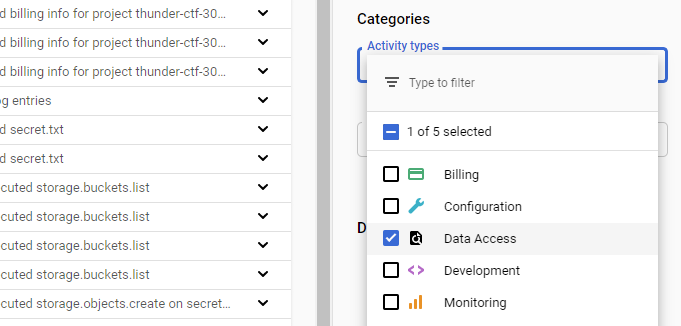 d billing info for project thunder-ctf-30...
d billing info for project thunder-ctf-30...
d billing info for project thunder-ctf-30...
og entries
d secret.txt
d secret.txt
cuted storage.buckets.list
cuted storage.buckets.list
cuted storage.buckets.list
cuted storage.buckets.list
cuted storage.objects.create on secret...
Categories
Activity types
Type to filter
1 of 5 selected
Billing
Configuration
D
Data Access
Development
Monitoring